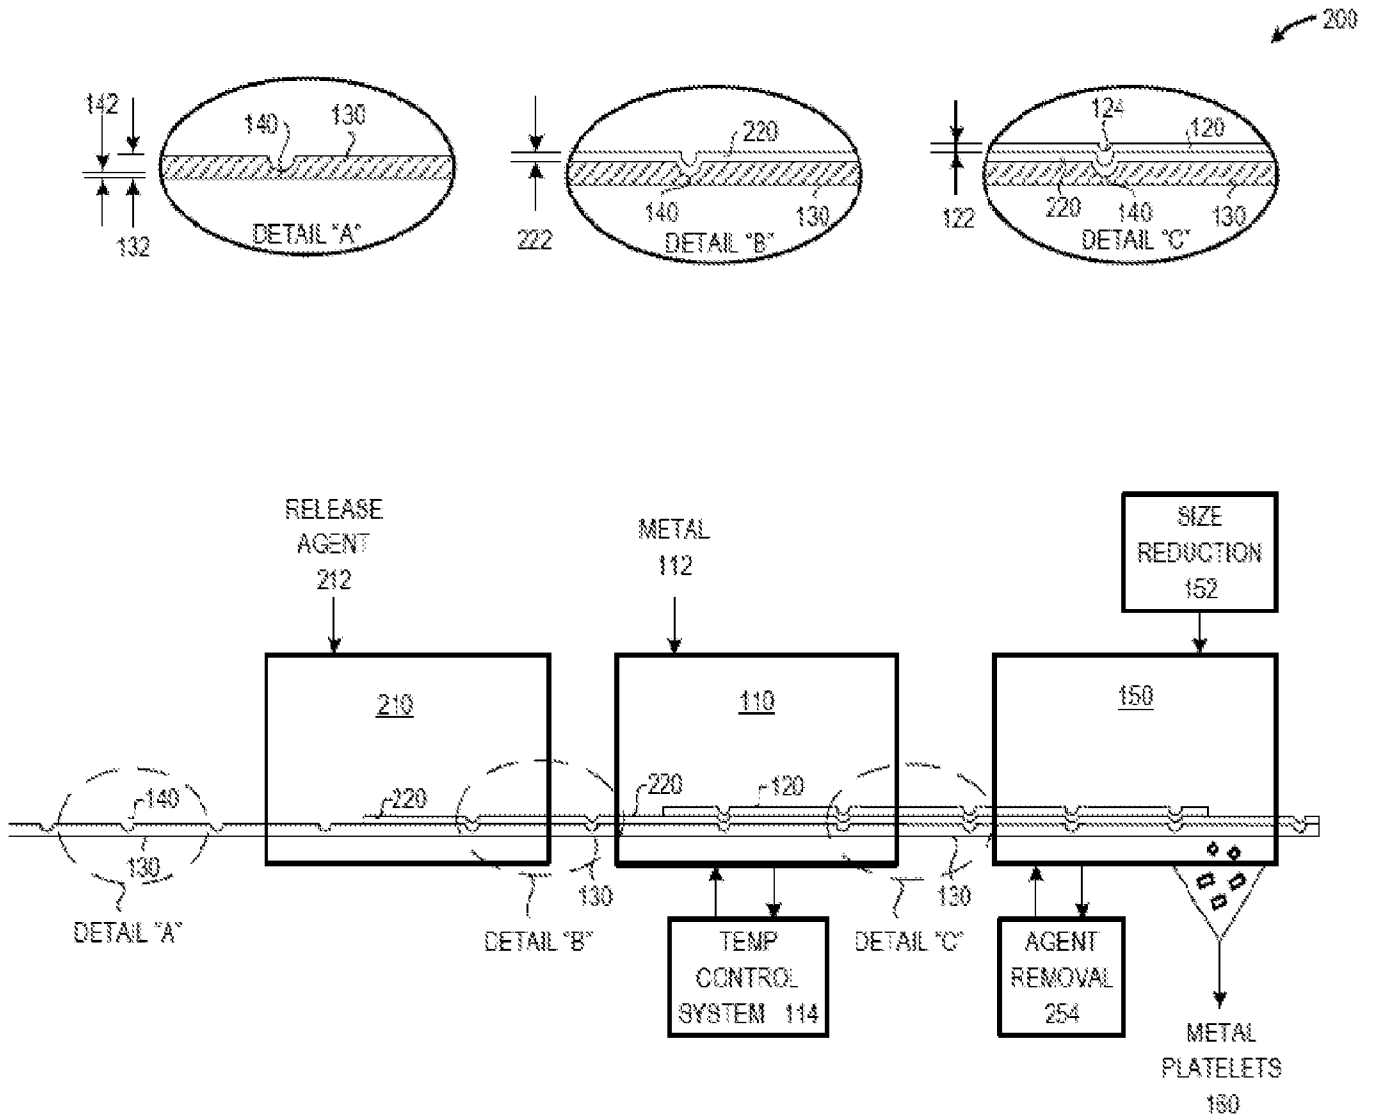 200
142
140
130
132
DETAIL "A"
220
222
140
130
DETAIL "B"
124
120
122
220
140
130
DETAIL "C"
RELEASE
AGENT
212
METAL
112
SIZE
REDUCTION
152
210
110
150
140
220
220
120
130
130
130
DETAIL "A"
DETAIL "B"
DETAIL "C"
TEMP
CONTROL
SYSTEM 114
AGENT
REMOVAL
254
METAL
PLATELETS
160